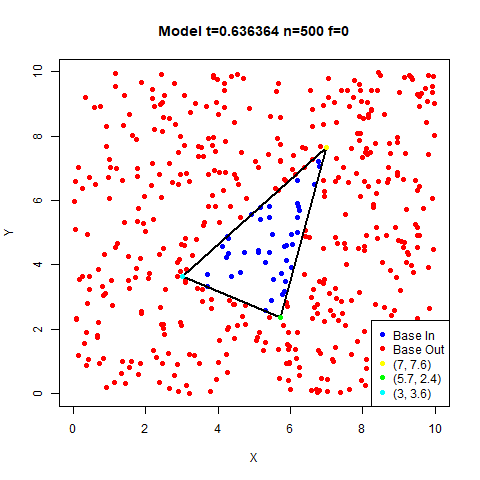 Model t=0.636364 n=500 f=0
10
8
6
4
2
0
Y
Base In
Base Out
(7, 7.6)
(5.7, 2.4)
(3, 3.6)
0 2 4 6 8 10
X